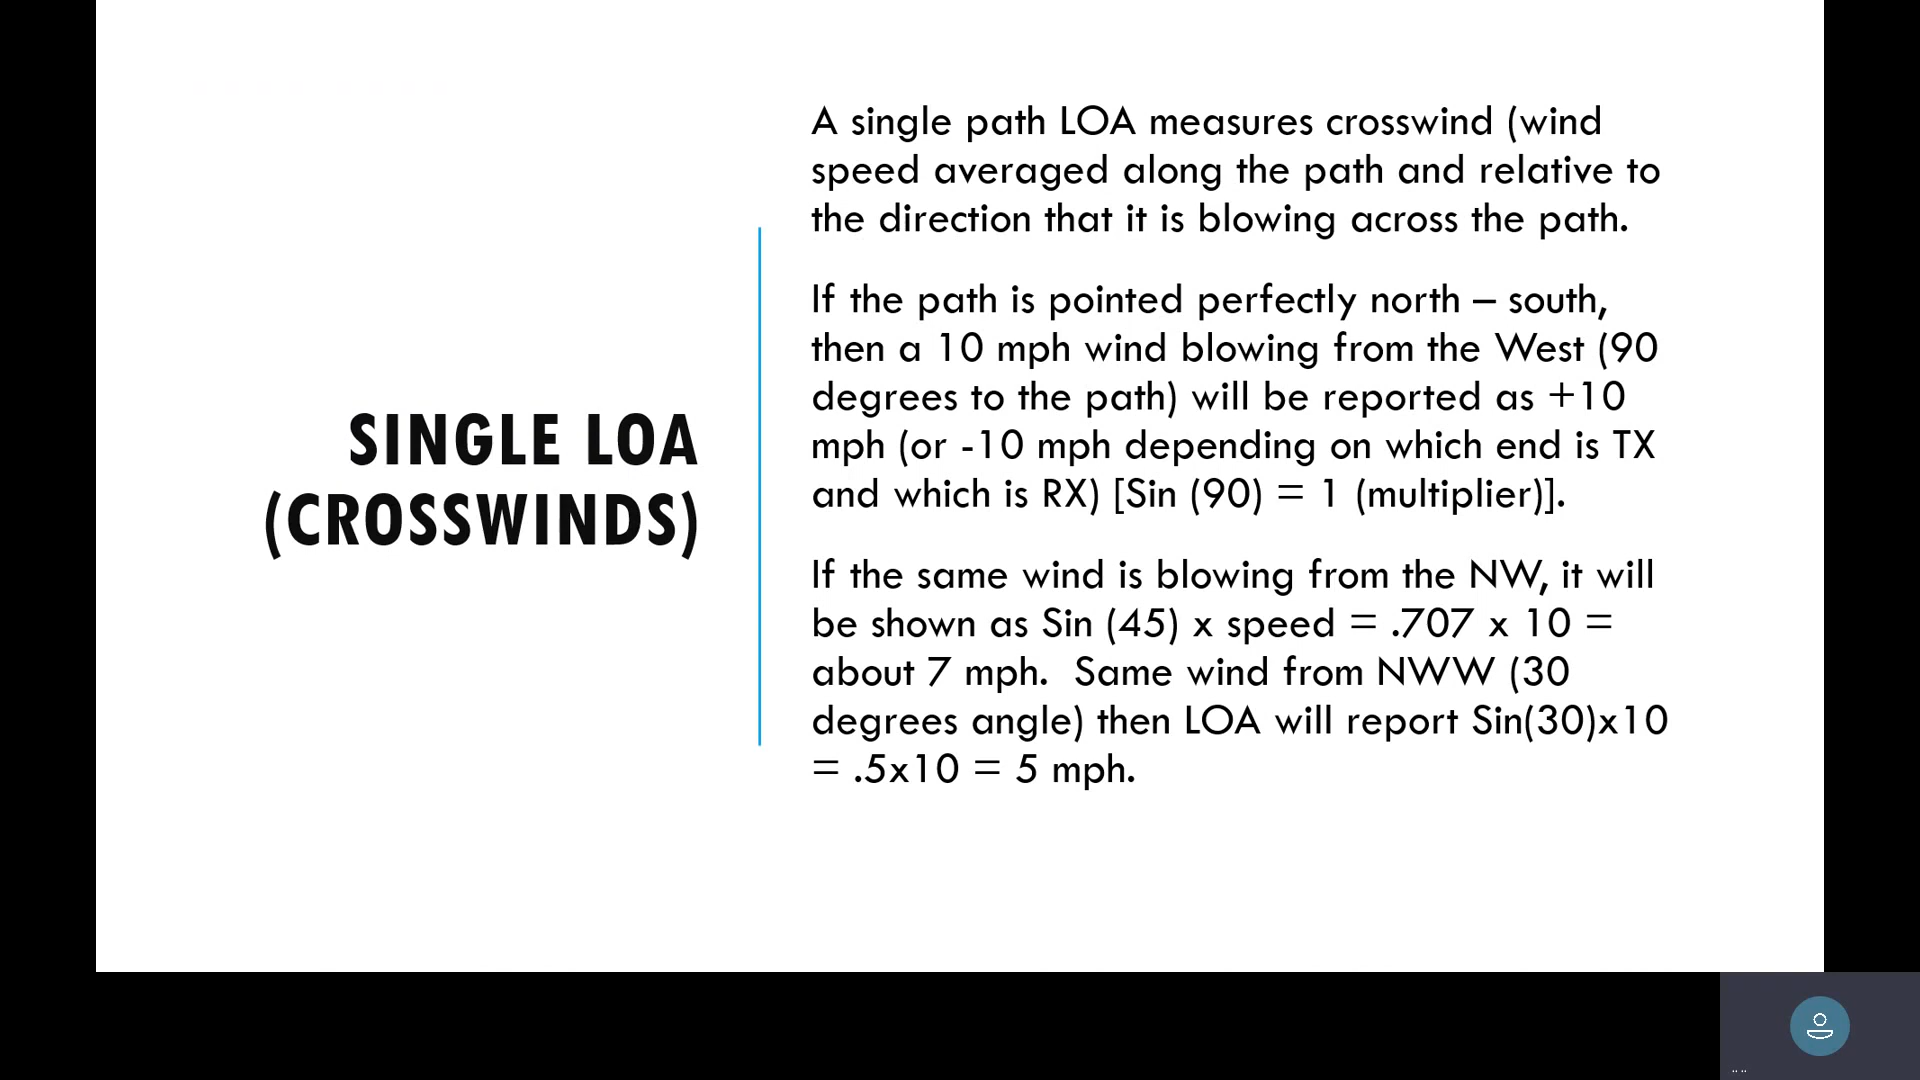 SINGLE LOA
(CROSSWINDS)
A single path LOA measures crosswind (wind
speed averaged along the path and relative to
the direction that it is blowing across the path.
If the path is pointed perfectly north – south,
then a 10 mph wind blowing from the West (90
degrees to the path) will be reported as +10
mph (or -10 mph depending on which end is TX
and which is RX) [Sin (90) = 1 (multiplier)].
If the same wind is blowing from the NW, it will
be shown as Sin (45) x speed = .707 x 10 =
about 7 mph.  Same wind from NWW (30
degrees angle) then LOA will report Sin(30)x10
= .5x10 = 5 mph.